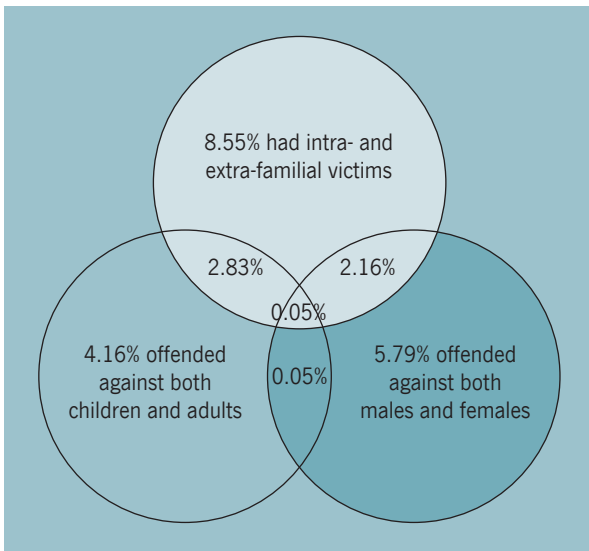 8.55% had intra- and
extra-familial victims
2.83%
2.16%
0.05%
4.16% offended
against both
children and adults
0.05%
5.79% offended
against both
males and females